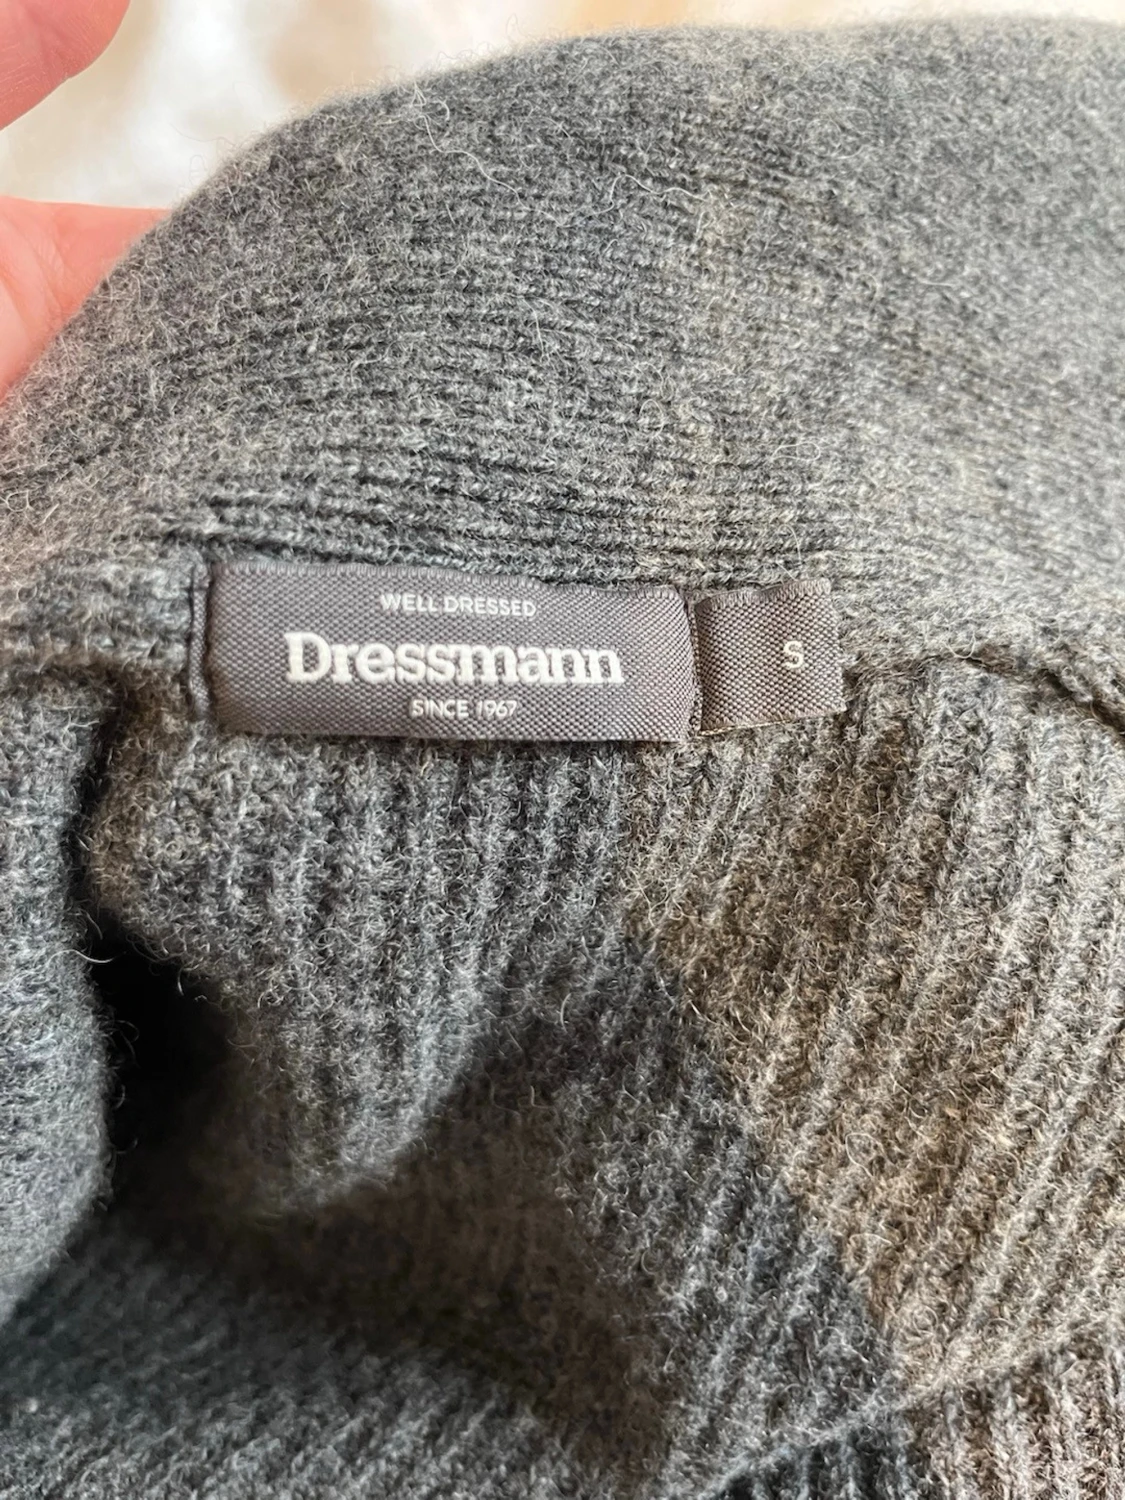 WELL DRESSED
Dressmann
SINCE 1967
S